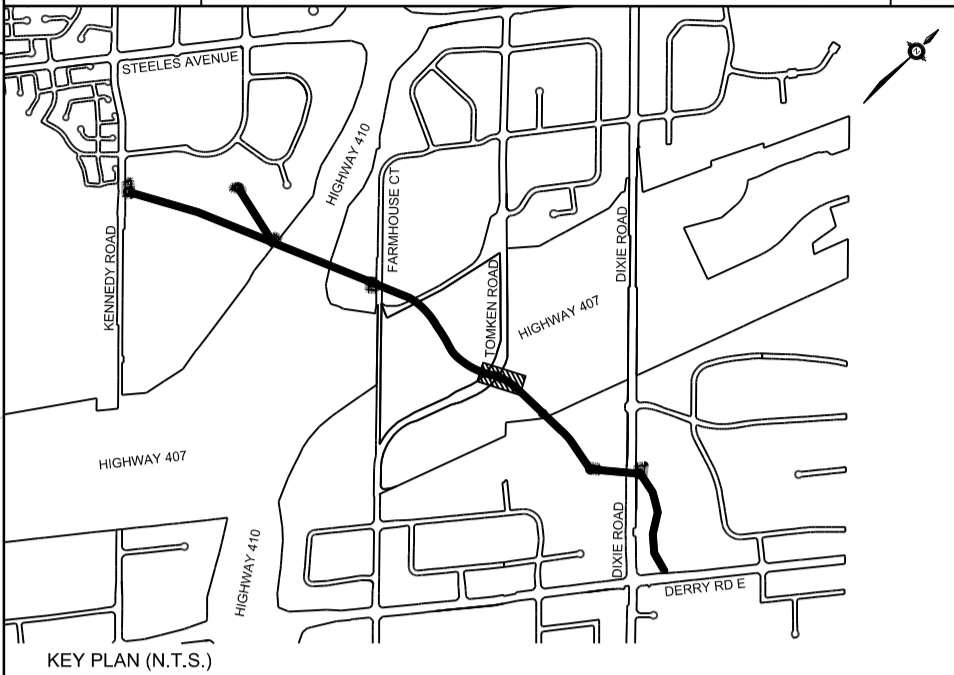 STEELES AVENUE
HIGHWAY 410
FARMHOUSE CT
KENNEDY ROAD
DIXIE ROAD
TOMKEN ROAD
HIGHWAY 407
HIGHWAY 407
HIGHWAY 410
DIXIE ROAD
DERRY RD E
KEY PLAN (N.T.S.)